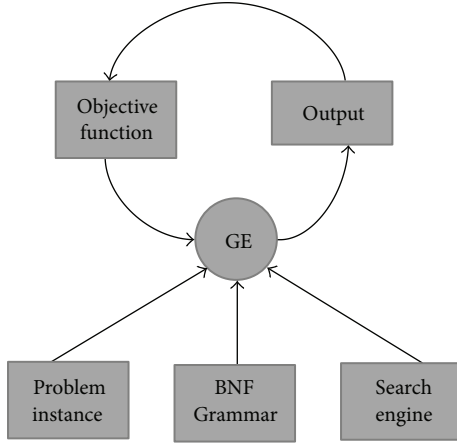 Objective
function
Output
GE
Problem
instance
BNF
Grammar
Search
engine